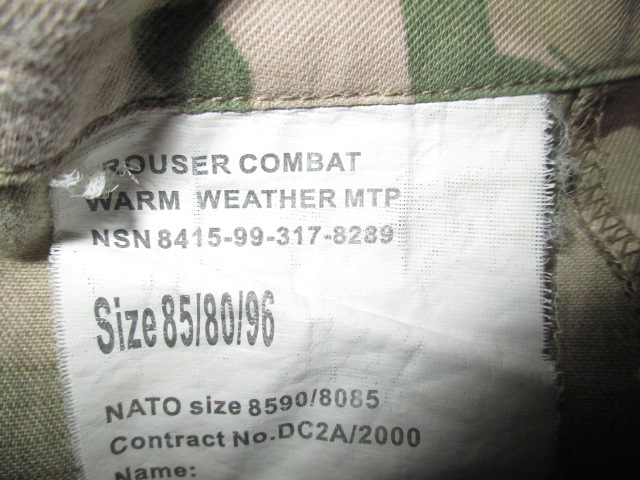 TROUSER COMBAT
WARM WEATHER MTP
NSN 8415-99-317-8289
Size 85/80/96
NATO size 8590/8085
Contract No.DC2A/2000
Name: